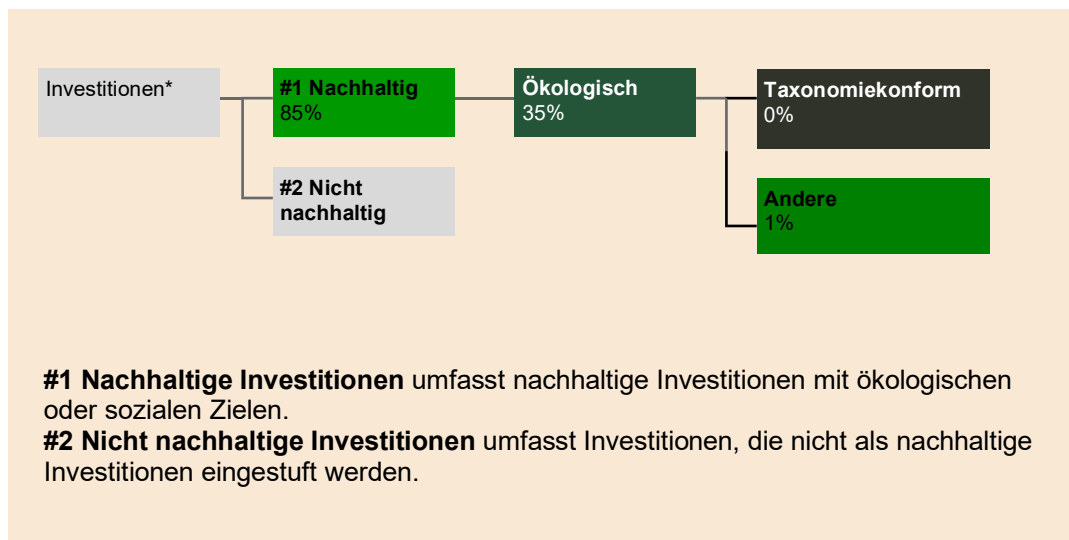 Investitionen*
#1 Nachhaltig
85%
Ökologisch
35%
Taxonomiekonform
0%
#2 Nicht
nachhaltig
Andere
1%
#1 Nachhaltige Investitionen umfasst nachhaltige Investitionen mit ökologischen
oder sozialen Zielen.
#2 Nicht nachhaltige Investitionen umfasst Investitionen, die nicht als nachhaltige
Investitionen eingestuft werden.